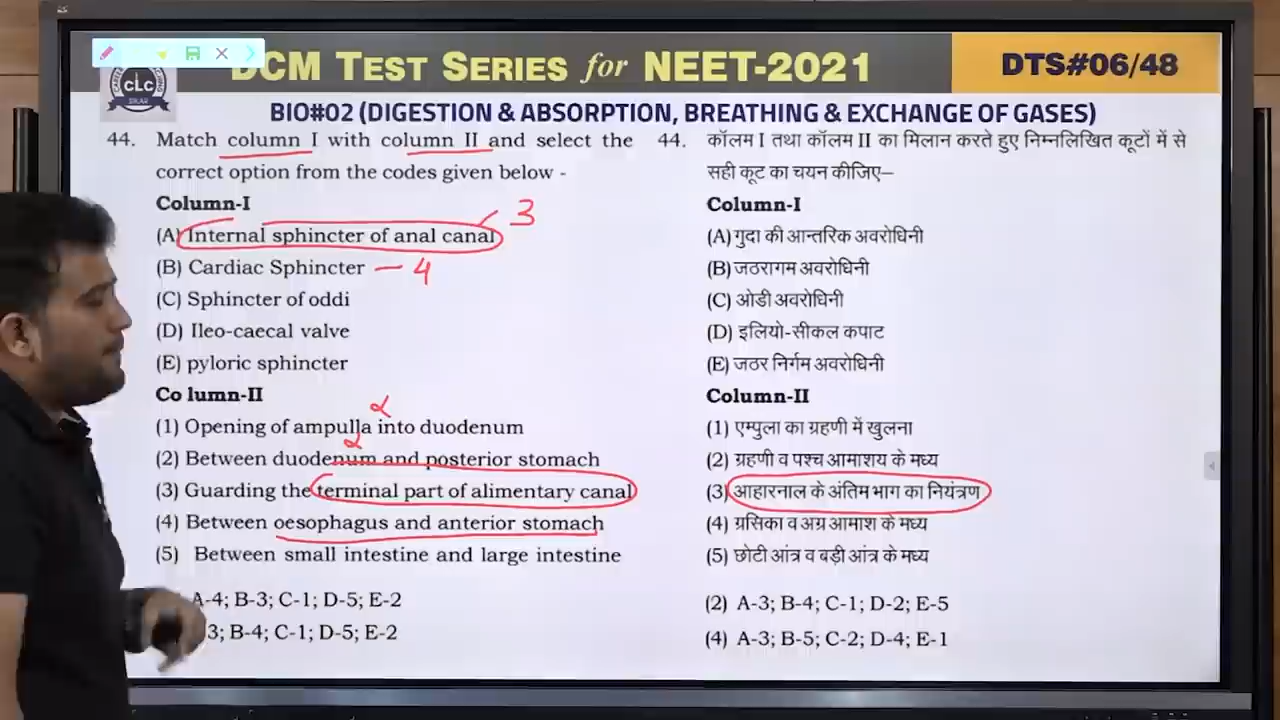 DCM TEST SERIES for NEET-2021
DTS#06/48
CLC
SIKAR
BIO#02 (DIGESTION & ABSORPTION, BREATHING & EXCHANGE OF GASES)
44. Match column I with column II and select the
correct option from the codes given below -
Column-I
(A) Internal sphincter of anal canal 3
(B) Cardiac Sphincter — 4
(C) Sphincter of oddi
(D) Ileo-caecal valve
(E) pyloric sphincter
Co lumn-II
(1) Opening of ampulla into duodenum
(2) Between duodenum and posterior stomach
(3) Guarding the terminal part of alimentary canal
(4) Between oesophagus and anterior stomach
(5) Between small intestine and large intestine
A-4; B-3; C-1; D-5; E-2
3; B-4; C-1; D-5; E-2
44. कॉलम I तथा कॉलम II का मिलान करते हुए निम्नलिखित कूटों में से
सही कूट का चयन कीजिए–
Column-I
(A) गुदा की आन्तरिक अवरोधिनी
(B) जठरागम अवरोधिनी
(C) ओडी अवरोधिनी
(D) इलियो-सीकल कपाट
(E) जठर निर्गम अवरोधिनी
Column-II
(1) एम्पुला का ग्रहणी में खुलना
(2) ग्रहणी व पश्च आमाशय के मध्य
(3) आहारनाल के अंतिम भाग का नियंत्रण
(4) ग्रसिका व अग्र आमाश के मध्य
(5) छोटी आंत्र व बड़ी आंत्र के मध्य
(2) A-3; B-4; C-1; D-2; E-5
(4) A-3; B-5; C-2; D-4; E-1